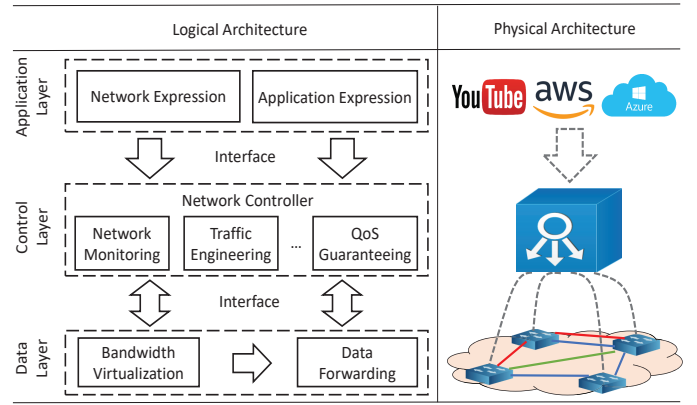 Logical Architecture
Physical Architecture
Application
Layer
Network Expression
Application Expression
Interface
YouTube
aws
Azure
Control
Layer
Network Controller
Network
Monitoring
Traffic
Engineering
...
QoS
Guaranteeing
Interface
Data
Layer
Bandwidth
Virtualization
Data
Forwarding